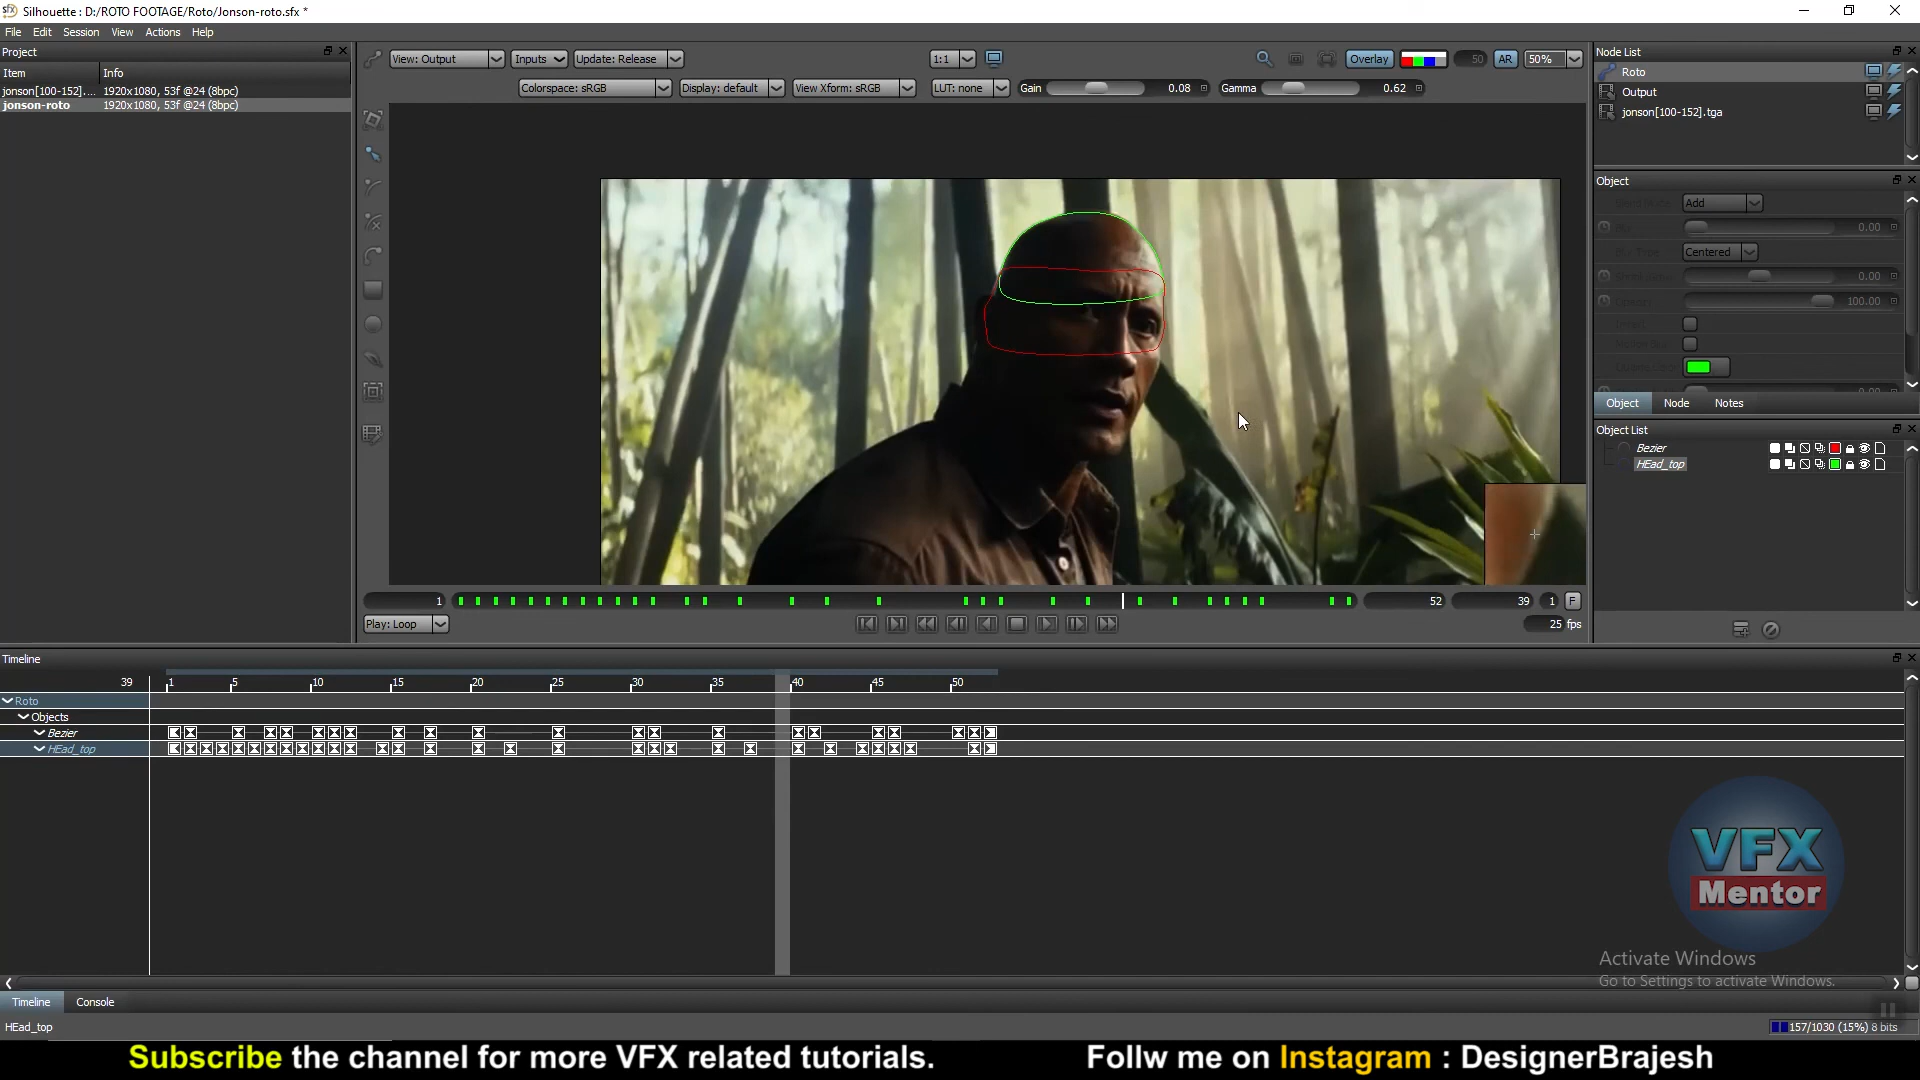 Silhouette : D:/ROTO FOOTAGE/Roto/Jonson-roto.sfx *
File Edit Session View Actions Help
Project
Item Info
jonson[100-152].... 1920x1080, 53f @24 (8bpc)
jonson-roto 1920x1080, 53f @24 (8bpc)
View: Output Inputs Update: Release 1:1 Overlay 50 AR 50%
Colorspace: sRGB Display: default View Xform: sRGB LUT: none Gain 0.08 Gamma 0.62
Node List
Roto
Output
jonson[100-152].tga
Object
Add
0.00
Centered
0.00
100.00
0.00
Object Node Notes
Object List
Bezier
HEad_top
1 52 39 1 F
Play: Loop 25 fps
Timeline
39 1 5 10 15 20 25 30 35 40 45 50
Roto
Objects
Bezier
HEad_top
VFX
Mentor
Activate Windows
Go to Settings to activate Windows.
Timeline Console
HEad_top 157/1030 (15%) 8 bits
Subscribe the channel for more VFX related tutorials. Follw me on Instagram : DesignerBrajesh